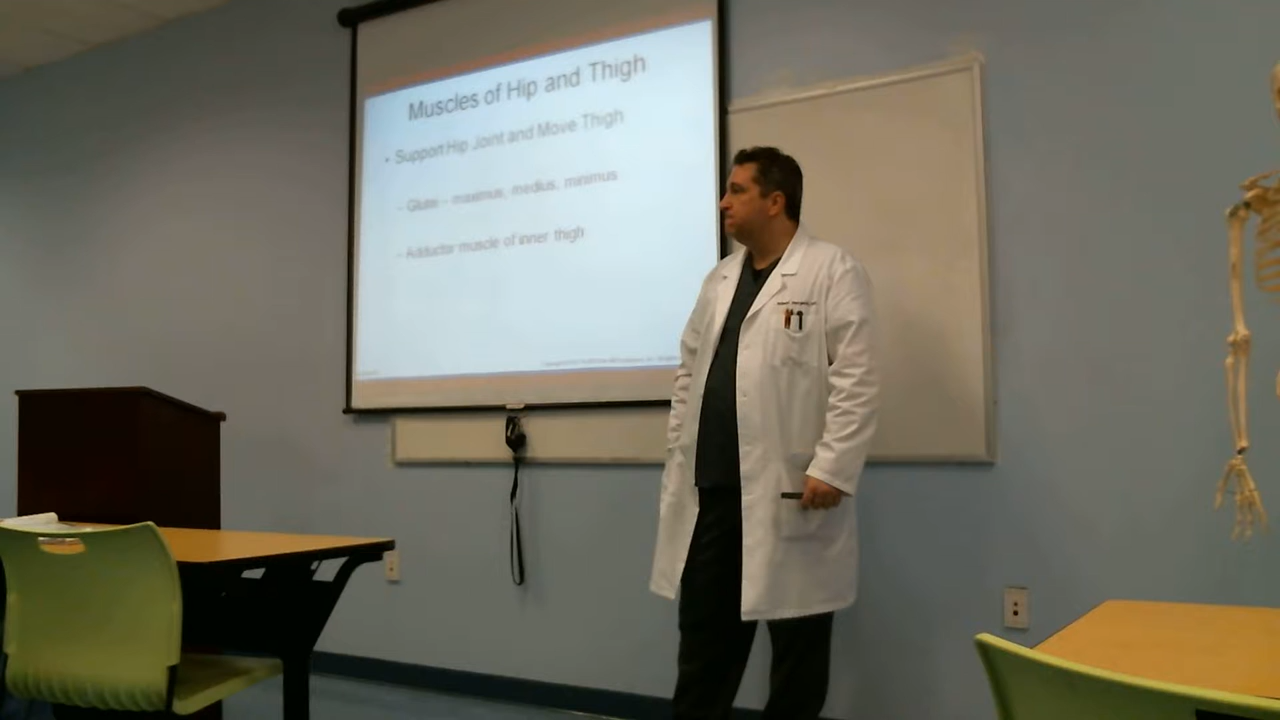 Muscles of Hip and Thigh
• Support Hip Joint and Move Thigh
- Glutei - maximus, medius, minimus
- Adductor muscle of inner thigh